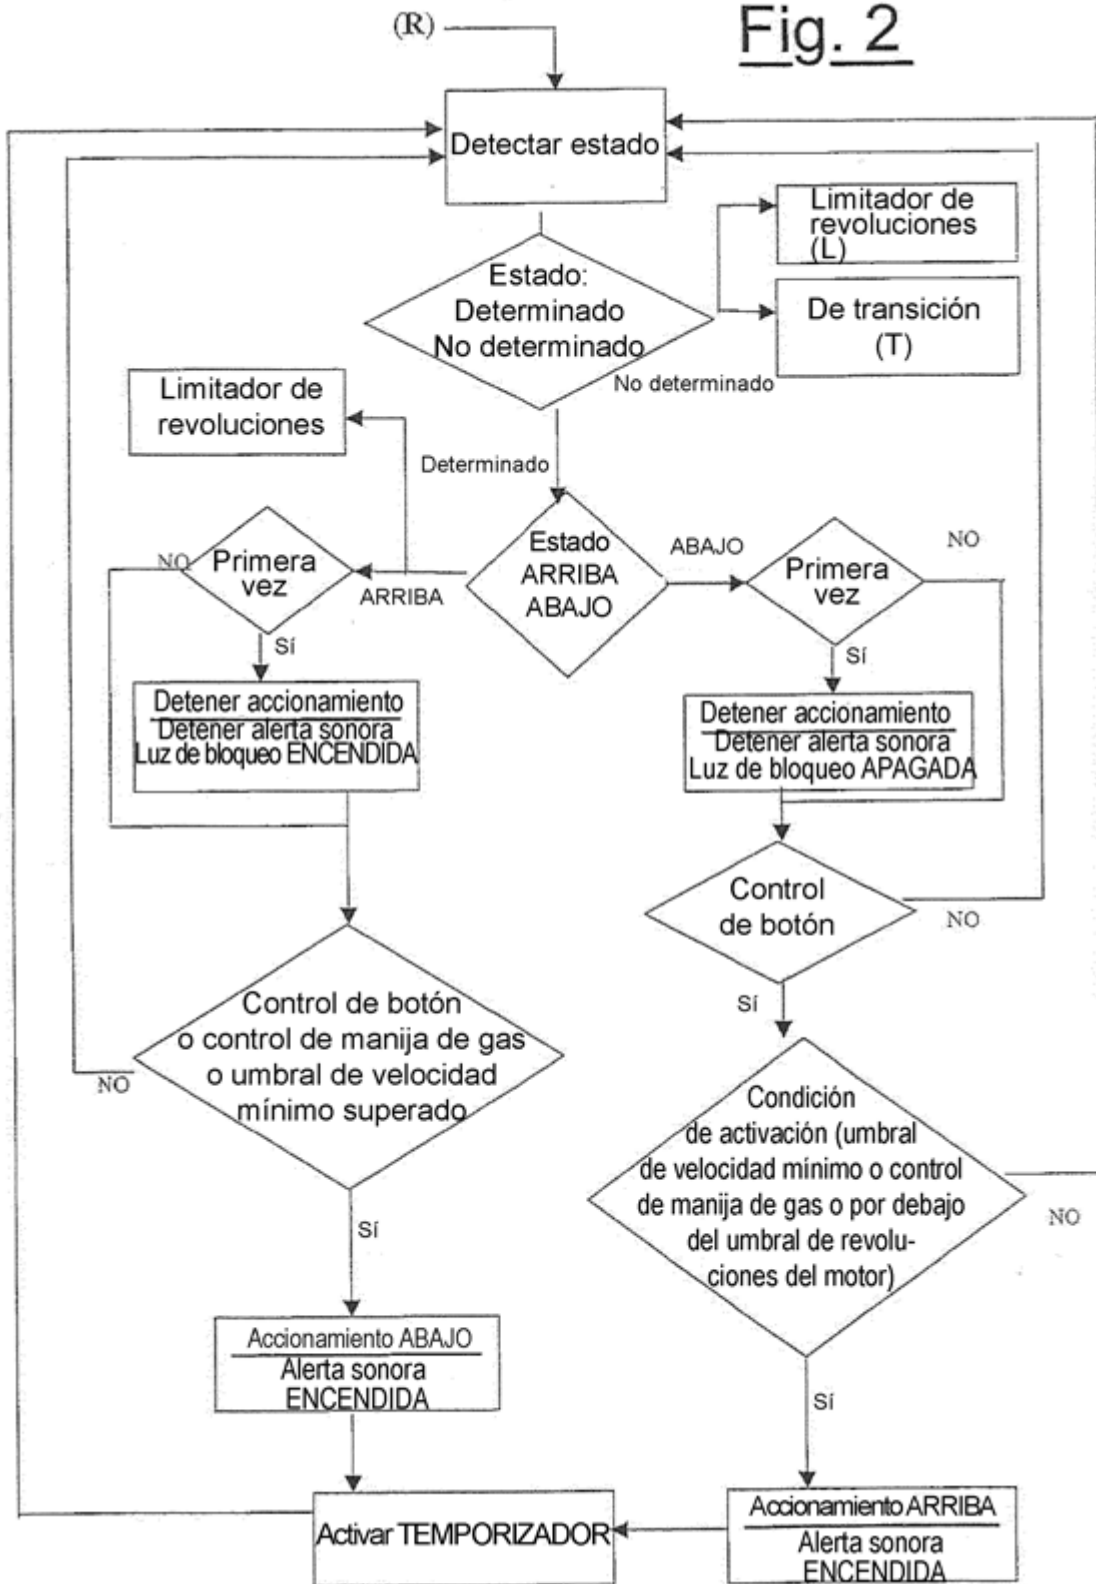 (R)
Fig. 2
Detectar estado
Limitador de
revoluciones
(L)
Estado:
Determinado
No determinado
De transición
(T)
No determinado
Limitador de
revoluciones
Determinado
NO
Primera
vez
ARRIBA
Estado
ARRIBA
ABAJO
ABAJO
Primera
vez
NO
Sí
Sí
Detener accionamiento
Detener alerta sonora
Luz de bloqueo ENCENDIDA
Detener accionamiento
Detener alerta sonora
Luz de bloqueo APAGADA
Control
de botón
NO
Sí
Control de botón
o control de manija de gas
o umbral de velocidad
mínimo superado
NO
Condición
de activación (umbral
de velocidad mínimo o control
de manija de gas o por debajo
del umbral de revolu-
ciones del motor)
NO
Sí
Accionamiento ABAJO
Alerta sonora
ENCENDIDA
Sí
Activar TEMPORIZADOR
Accionamiento ARRIBA
Alerta sonora
ENCENDIDA